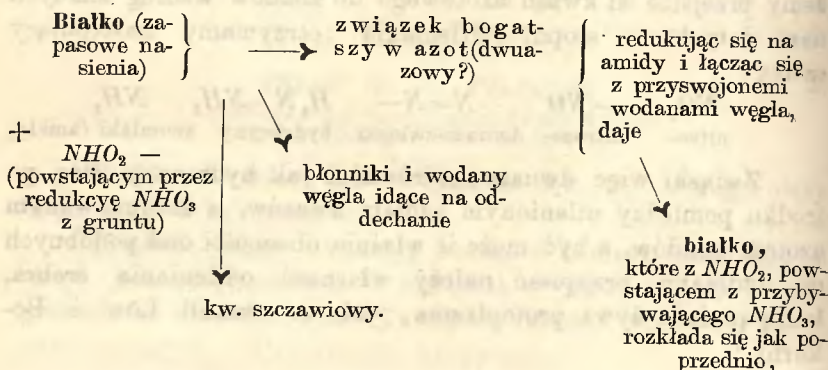 Białko (za-
pasowe na-
sienia)
związek bogat-
szy w azot (dwua-
zowy?)
redukując się na
amidy i łącząc się
z przyswojonemi
wodanami węgla,
daje
+
NHO₂ —
(powstającym przez
redukcyę NHO₃
z gruntu)
błonniki i wodany
węgla idące na od-
dechanie
kw. szczawiowy.
białko,
które z NHO₂, pow-
stającem z przyby-
wającego NHO₃,
rozkłada się jak po-
przednio,